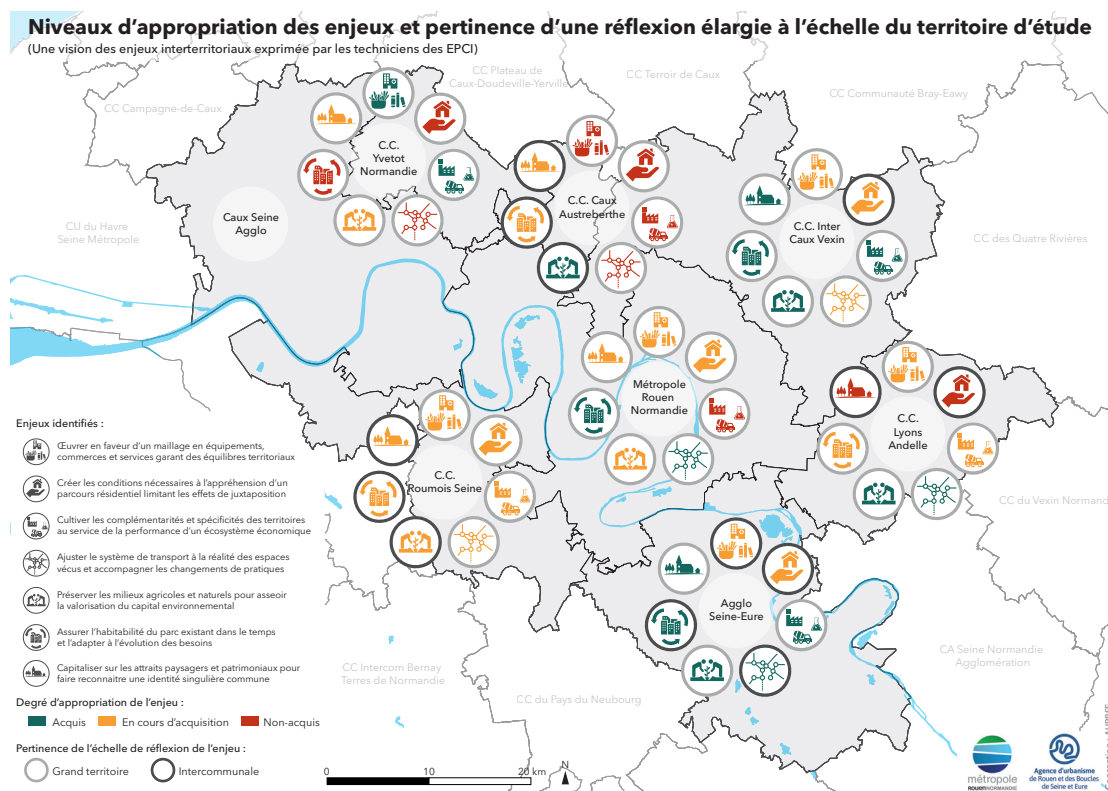 Niveaux d'appropriation des enjeux et pertinence d'une réflexion élargie à l'échelle du territoire d'étude
(Une vision des enjeux interterritoriaux exprimée par les techniciens des EPCI)
CC Plateau de
Caux-Doudeville-Yerville
CC Terroir de Caux
CC Communauté Bray-Eawy
CC Campagne-de-Caux
C.C.
Yvetot
Normandie
C.C. Caux
Austreberthe
Caux Seine
Agglo
CU du Havre
Seine Métropole
C.C. Inter
Caux Vexin
CC des Quatre Rivières
Métropole
Rouen
Normandie
C.C.
Lyons
Andelle
C.C.
Roumois Seine
CC du Vexin Normand
Agglo
Seine-Eure
CA Seine Normandie
Agglomération
CC Intercom Bernay
Terres de Normandie
CC du Pays du Neubourg
Enjeux identifiés :
Œuvrer en faveur d'un maillage en équipements,
commerces et services garant des équilibres territoriaux
Créer les conditions nécessaires à l'appréhension d'un
parcours résidentiel limitant les effets de juxtaposition
Cultiver les complémentarités et spécificités des territoires
au service de la performance d'un écosystème économique
Ajuster le système de transport à la réalité des espaces
vécus et accompagner les changements de pratiques
Préserver les milieux agricoles et naturels pour asseoir
la valorisation du capital environnemental
Assurer l'habitabilité du parc existant dans le temps
et l'adapter à l'évolution des besoins
Capitaliser sur les attraits paysagers et patrimoniaux pour
faire reconnaitre une identité singulière commune
Degré d'appropriation de l'enjeu :
Acquis
En cours d'acquisition
Non-acquis
Pertinence de l'échelle de réflexion de l'enjeu :
Grand territoire
Intercommunale
0 10 20 km
N
métropole
ROUENNORMANDIE
Agence d'urbanisme
de Rouen et des Boucles
de Seine et Eure